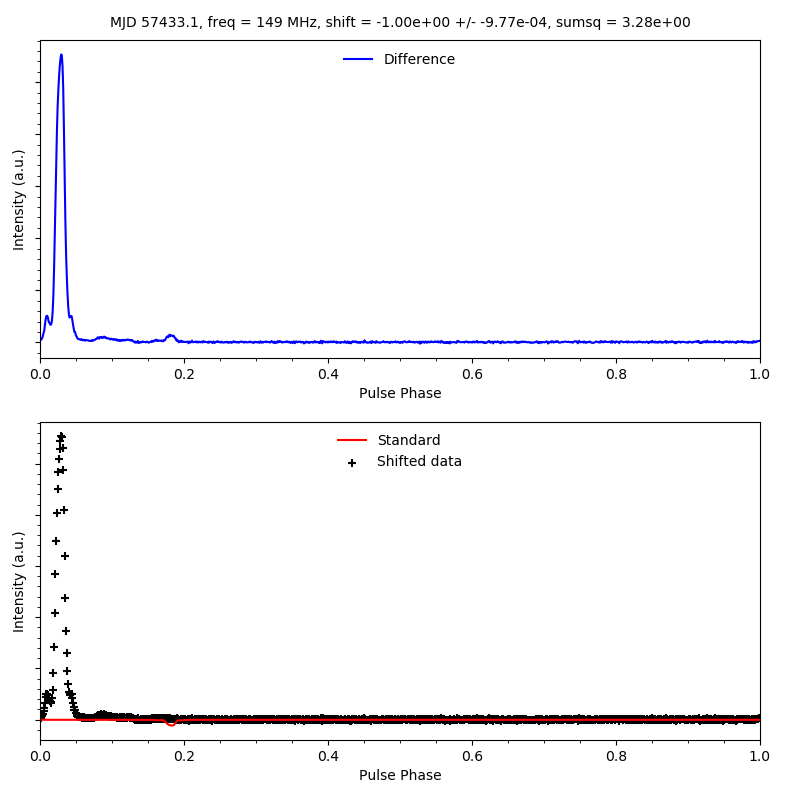 MJD 57433.1, freq = 149 MHz, shift = -1.00e+00 +/- -9.77e-04, sumsq = 3.28e+00
Difference
Intensity (a.u.)
0.0 0.2 0.4 0.6 0.8 1.0
Pulse Phase
Standard
Shifted data
Intensity (a.u.)
0.0 0.2 0.4 0.6 0.8 1.0
Pulse Phase